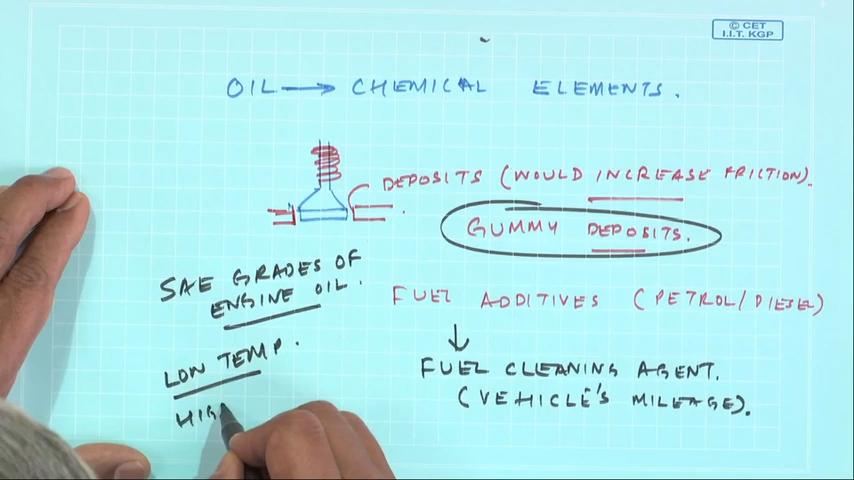 © CET
I.I.T. KGP
OIL → CHEMICAL ELEMENTS.
DEPOSITS (WOULD INCREASE FRICTION).
GUMMY DEPOSITS.
SAE GRADES OF
ENGINE OIL.
FUEL ADDITIVES (PETROL/DIESEL)
↓
FUEL CLEANING AGENT.
(VEHICLE'S MILEAGE).
LOW TEMP.
HIG